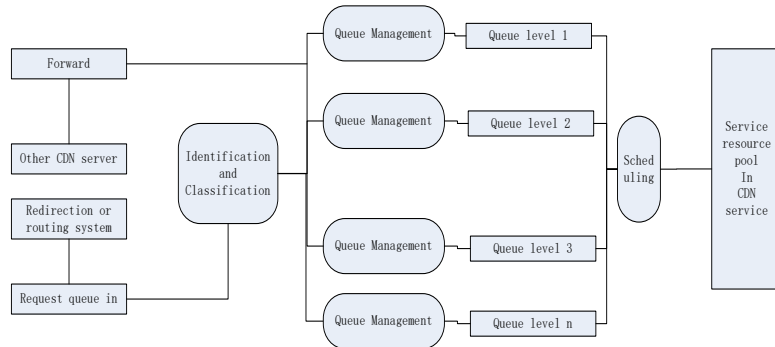 Forward
Other CDN server
Redirection or
routing system
Request queue in
Identification
and
Classification
Queue Management
Queue level 1
Queue Management
Queue level 2
Queue Management
Queue level 3
Queue Management
Queue level n
Sched
uling
Service
resource
pool
In
CDN
service